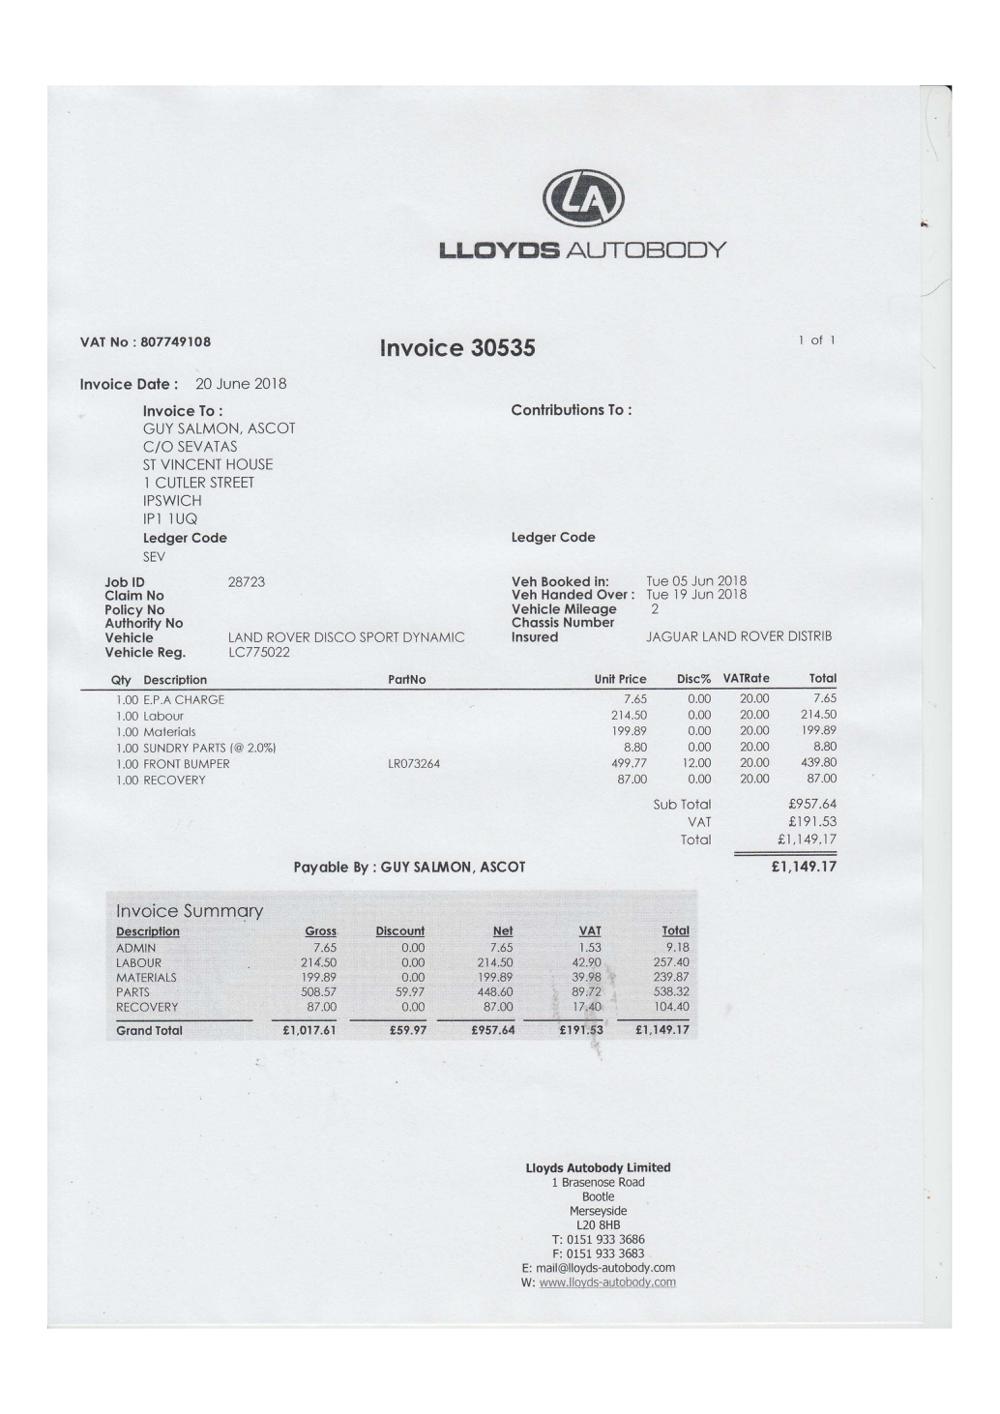 LA
LLOYDS AUTOBODY
VAT No : 807749108
Invoice 30535
1 of 1
Invoice Date : 20 June 2018
Invoice To :
GUY SALMON, ASCOT
C/O SEVATAS
ST VINCENT HOUSE
1 CUTLER STREET
IPSWICH
IP1 1UQ
Ledger Code
SEV
Contributions To :
Ledger Code
Job ID 28723
Claim No
Policy No
Authority No
Vehicle LAND ROVER DISCO SPORT DYNAMIC
Vehicle Reg. LC775022
Veh Booked in: Tue 05 Jun 2018
Veh Handed Over : Tue 19 Jun 2018
Vehicle Mileage 2
Chassis Number
Insured JAGUAR LAND ROVER DISTRIB
Qty Description PartNo Unit Price Disc% VATRate Total
1.00 E.P.A CHARGE 7.65 0.00 20.00 7.65
1.00 Labour 214.50 0.00 20.00 214.50
1.00 Materials 199.89 0.00 20.00 199.89
1.00 SUNDRY PARTS (@ 2.0%) 8.80 0.00 20.00 8.80
1.00 FRONT BUMPER LR073264 499.77 12.00 20.00 439.80
1.00 RECOVERY 87.00 0.00 20.00 87.00
Sub Total £957.64
VAT £191.53
Total £1,149.17
Payable By : GUY SALMON, ASCOT £1,149.17
Invoice Summary
Description Gross Discount Net VAT Total
ADMIN 7.65 0.00 7.65 1.53 9.18
LABOUR 214.50 0.00 214.50 42.90 257.40
MATERIALS 199.89 0.00 199.89 39.98 239.87
PARTS 508.57 59.97 448.60 89.72 538.32
RECOVERY 87.00 0.00 87.00 17.40 104.40
Grand Total £1,017.61 £59.97 £957.64 £191.53 £1,149.17
Lloyds Autobody Limited
1 Brasenose Road
Bootle
Merseyside
L20 8HB
T: 0151 933 3686
F: 0151 933 3683
E: mail@lloyds-autobody.com
W: www.lloyds-autobody.com